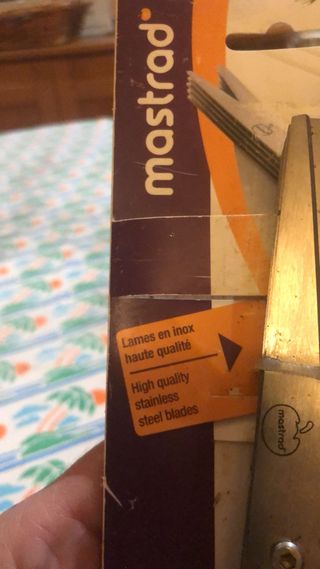 mastrad
Lames en inox
haute qualité
High quality
stainless
steel blades
mastrad